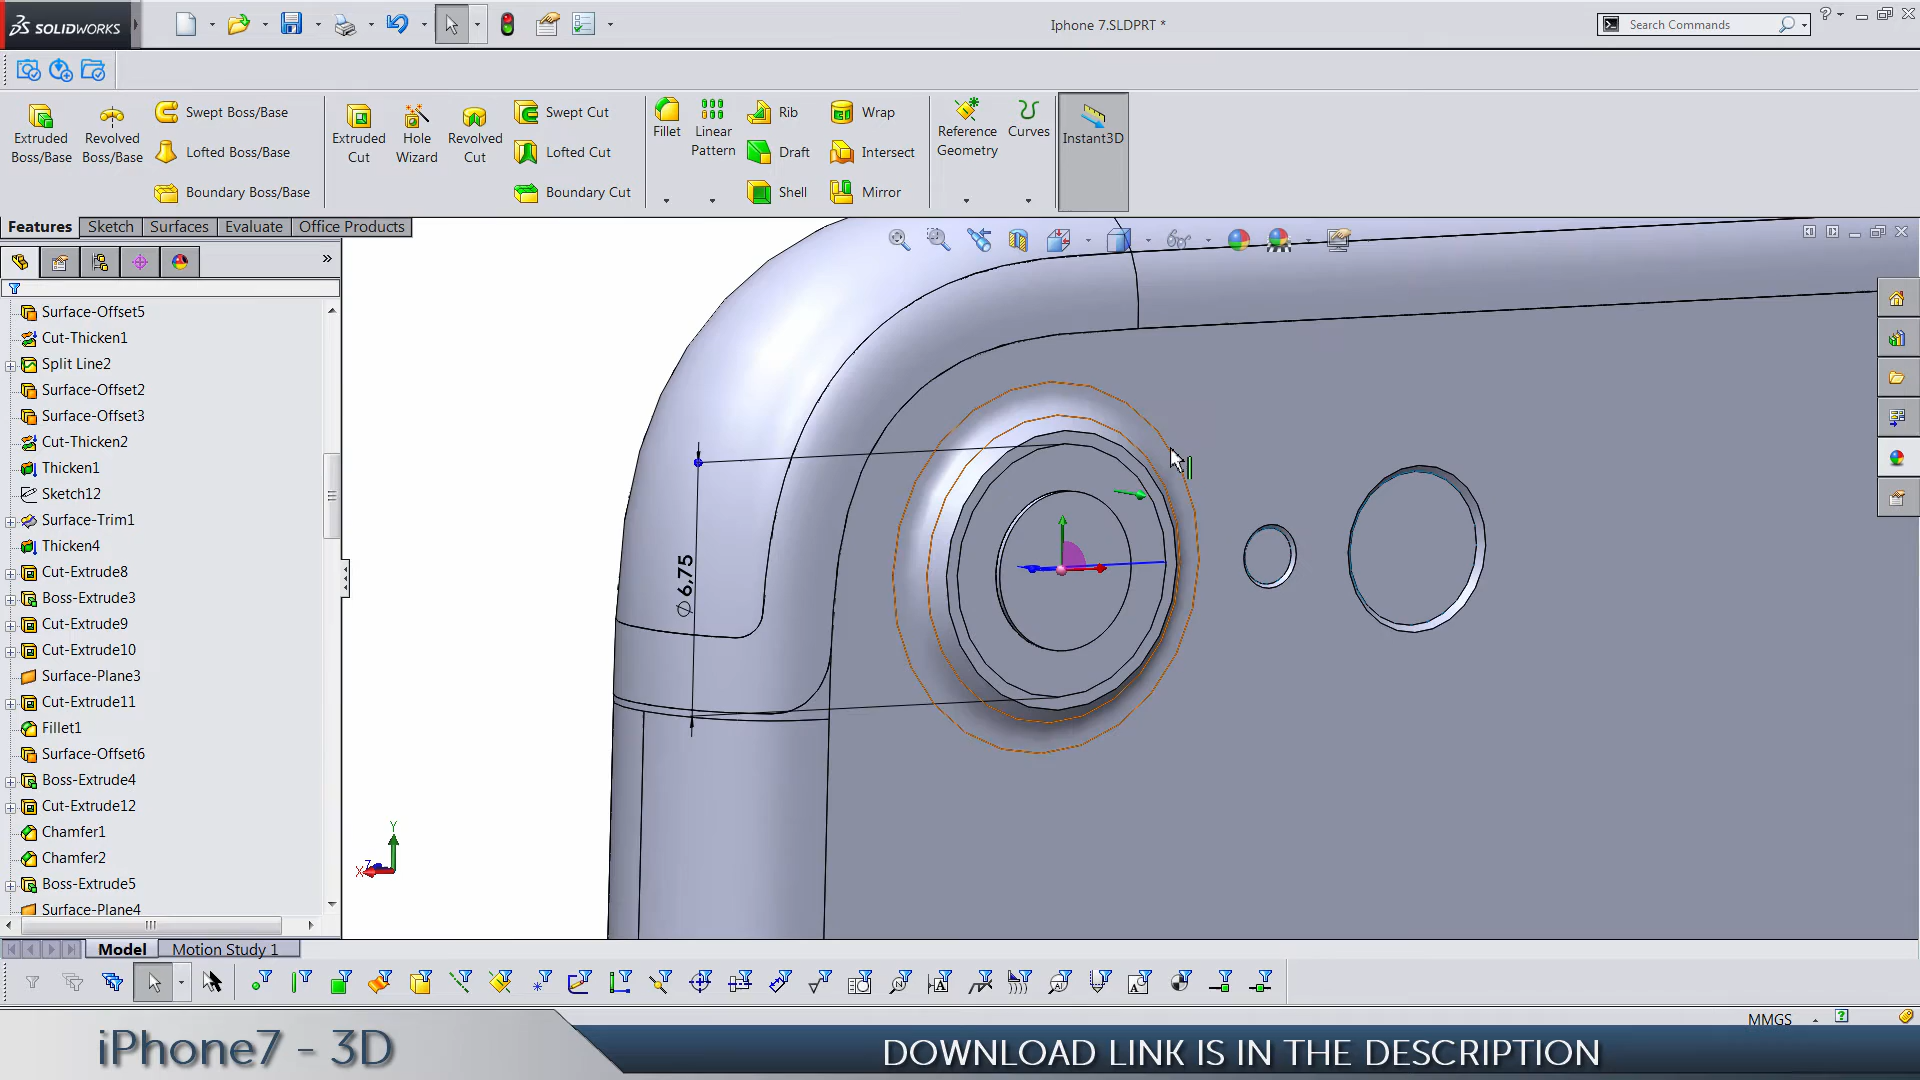 SOLIDWORKS
Iphone 7.SLDPRT *
Search Commands
Extruded Boss/Base
Revolved Boss/Base
Swept Boss/Base
Lofted Boss/Base
Boundary Boss/Base
Extruded Cut
Hole Wizard
Revolved Cut
Swept Cut
Lofted Cut
Boundary Cut
Fillet
Linear Pattern
Rib
Draft
Shell
Wrap
Intersect
Mirror
Reference Geometry
Curves
Instant3D
Features
Sketch
Surfaces
Evaluate
Office Products
Surface-Offset5
Cut-Thicken1
Split Line2
Surface-Offset2
Surface-Offset3
Cut-Thicken2
Thicken1
Sketch12
Surface-Trim1
Thicken4
Cut-Extrude8
Boss-Extrude3
Cut-Extrude9
Cut-Extrude10
Surface-Plane3
Cut-Extrude11
Fillet1
Surface-Offset6
Boss-Extrude4
Cut-Extrude12
Chamfer1
Chamfer2
Boss-Extrude5
Surface-Plane4
∅ 6,75
Y
Z
X
Model
Motion Study 1
MMGS
iPhone7 - 3D
DOWNLOAD LINK IS IN THE DESCRIPTION